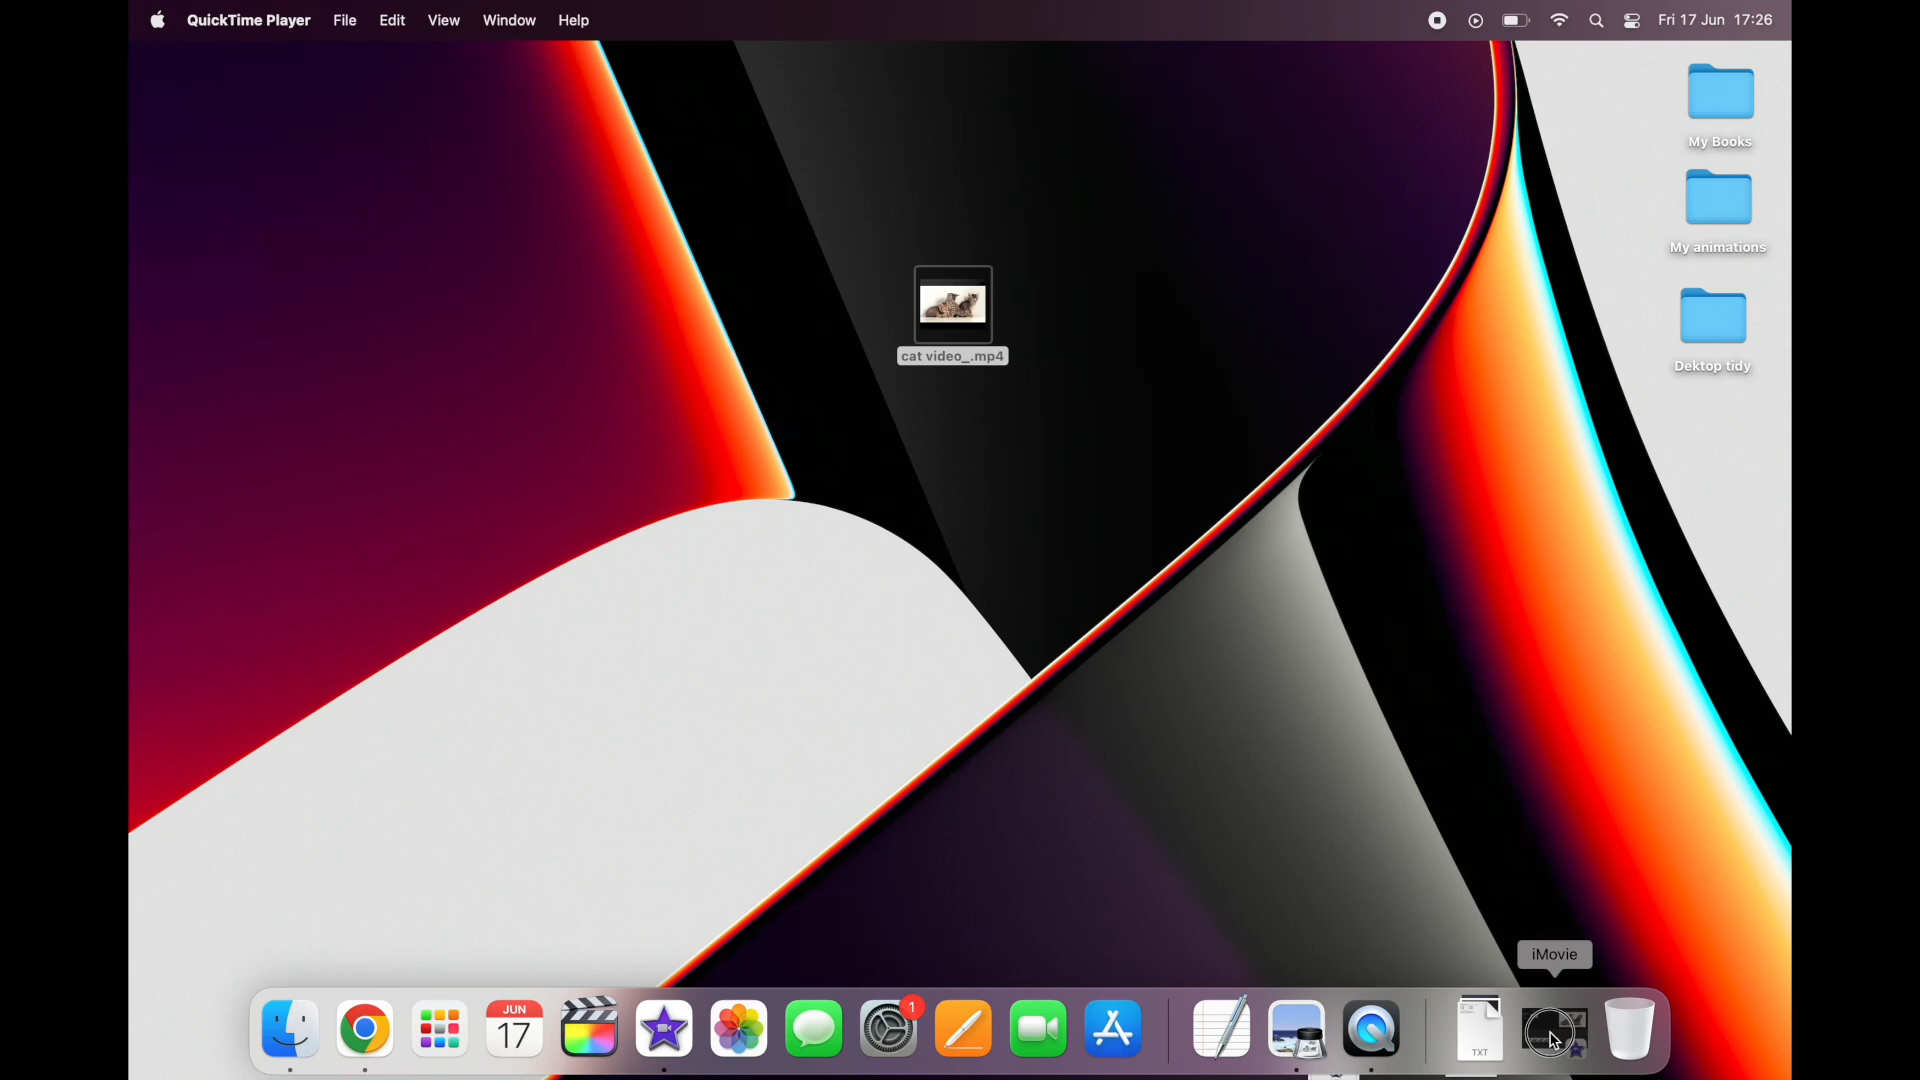 QuickTime Player File Edit View Window Help Fri 17 Jun 17:26
My Books
My animations
Dektop tidy
cat video_.mp4
iMovie
JUN
17
1
TXT